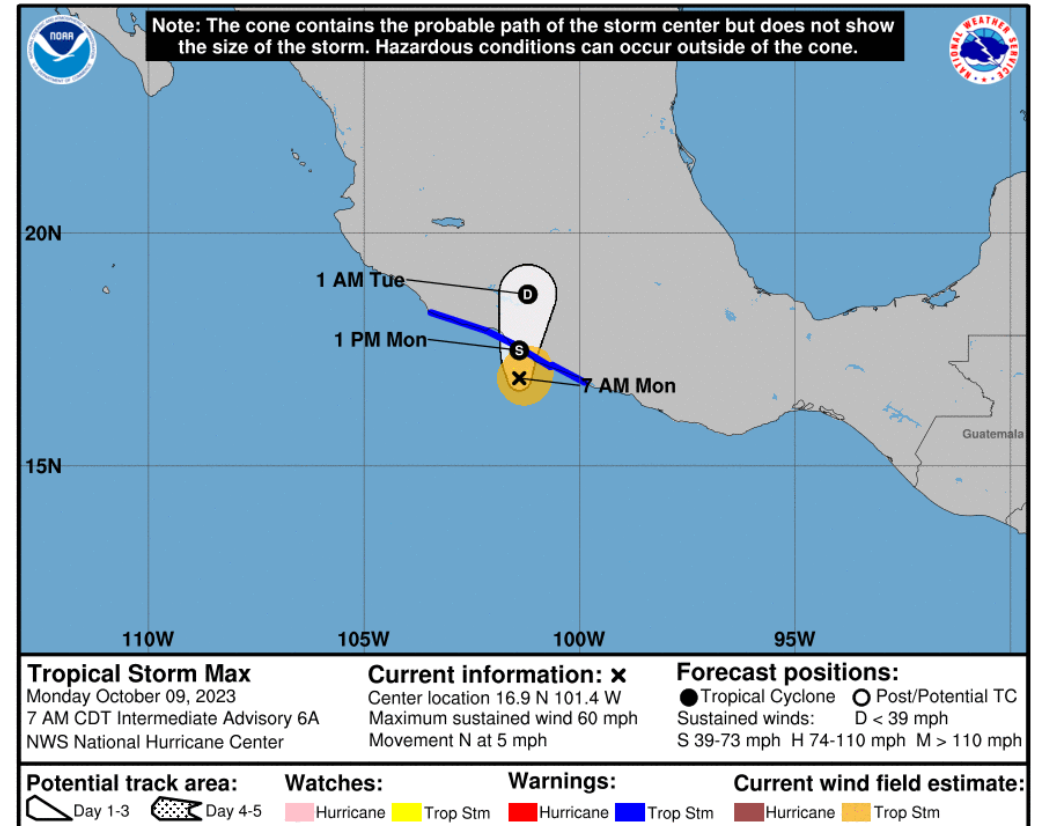 Note: The cone contains the probable path of the storm center but does not show
the size of the storm. Hazardous conditions can occur outside of the cone.
NOAA
NATIONAL WEATHER SERVICE
20N
1 AM Tue
D
1 PM Mon
S
7 AM Mon
Guatemala
15N
110W
105W
100W
95W
Tropical Storm Max
Monday October 09, 2023
7 AM CDT Intermediate Advisory 6A
NWS National Hurricane Center
Current information: ×
Center location 16.9 N 101.4 W
Maximum sustained wind 60 mph
Movement N at 5 mph
Forecast positions:
Tropical Cyclone Post/Potential TC
Sustained winds: D < 39 mph
S 39-73 mph H 74-110 mph M > 110 mph
Potential track area:
Day 1-3 Day 4-5
Watches:
Hurricane Trop Stm
Warnings:
Hurricane Trop Stm
Current wind field estimate:
Hurricane Trop Stm